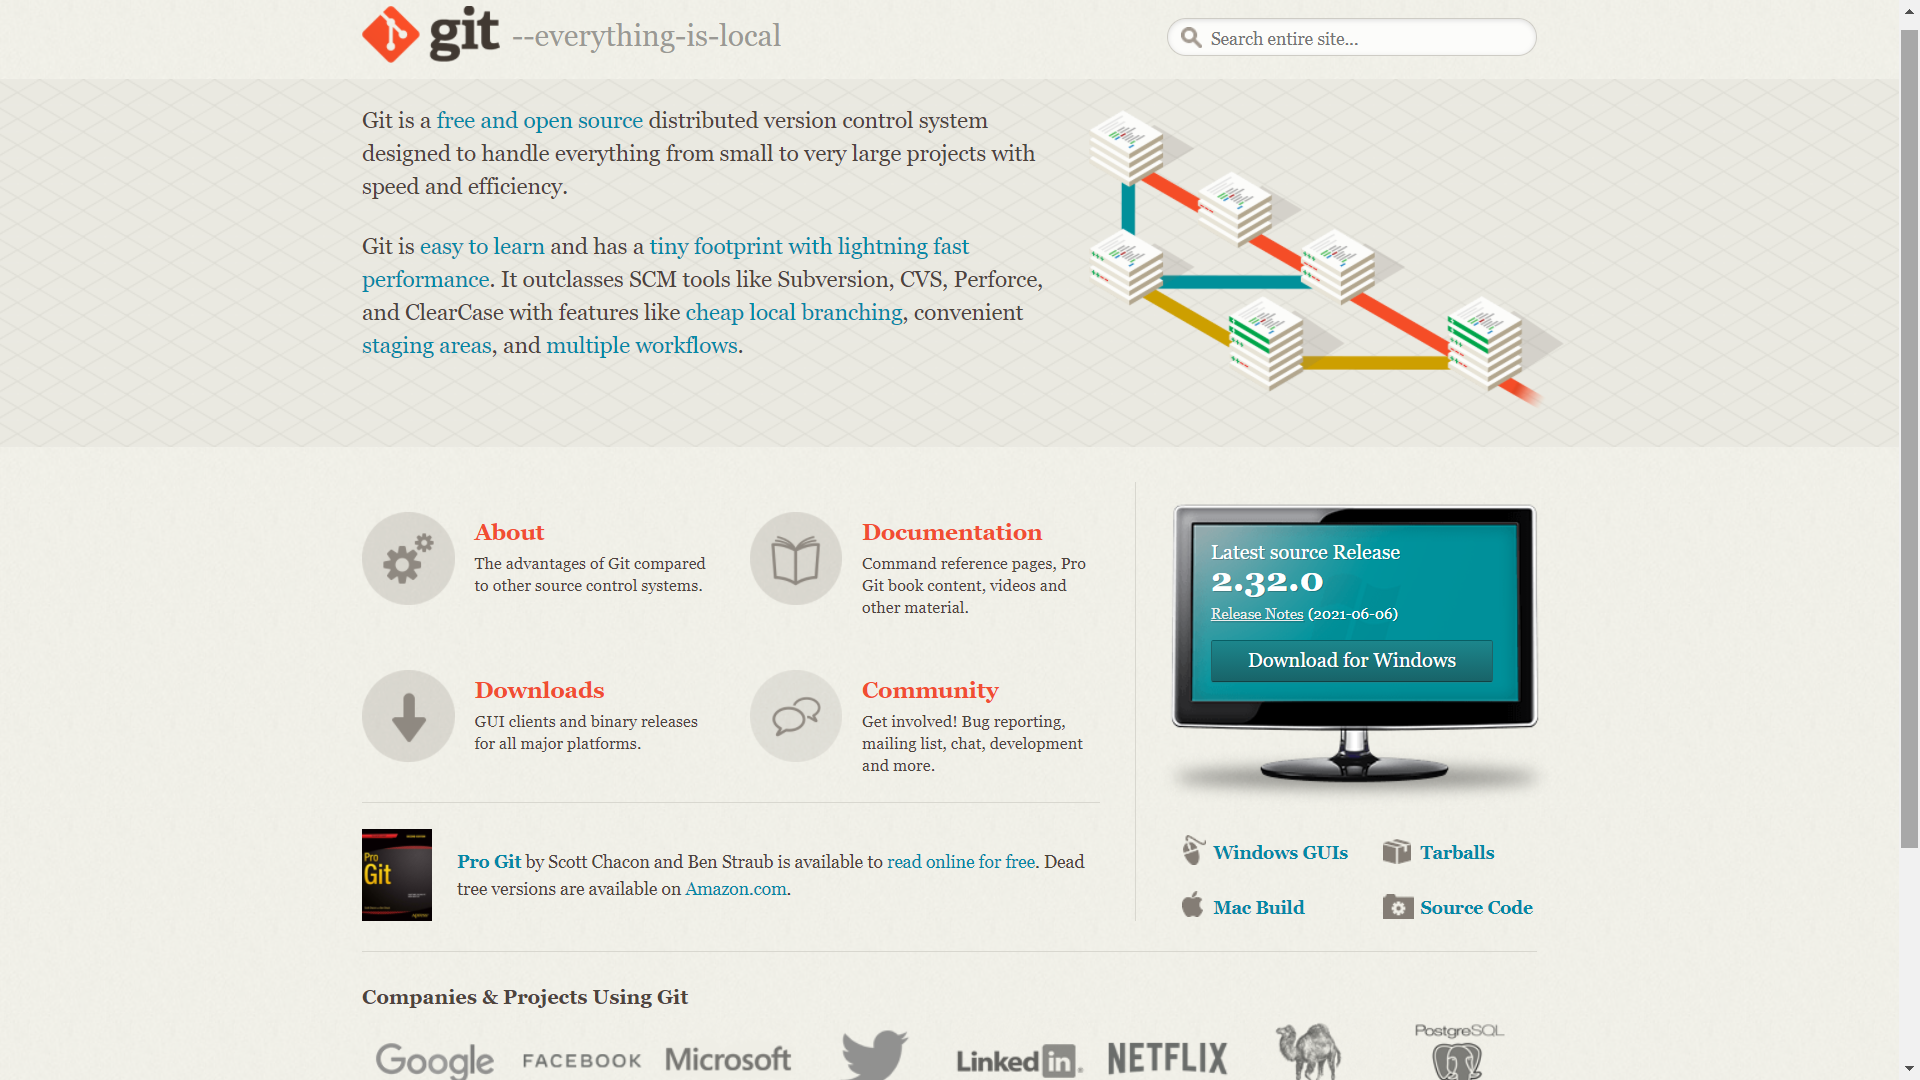 git --everything-is-local
Search entire site...
Git is a free and open source distributed version control system
designed to handle everything from small to very large projects with
speed and efficiency.
Git is easy to learn and has a tiny footprint with lightning fast
performance. It outclasses SCM tools like Subversion, CVS, Perforce,
and ClearCase with features like cheap local branching, convenient
staging areas, and multiple workflows.
About
The advantages of Git compared
to other source control systems.
Documentation
Command reference pages, Pro
Git book content, videos and
other material.
Downloads
GUI clients and binary releases
for all major platforms.
Community
Get involved! Bug reporting,
mailing list, chat, development
and more.
Pro
Git
Pro Git by Scott Chacon and Ben Straub is available to read online for free. Dead
tree versions are available on Amazon.com.
Latest source Release
2.32.0
Release Notes (2021-06-06)
Download for Windows
Windows GUIs
Tarballs
Mac Build
Source Code
Companies & Projects Using Git
Google
FACEBOOK
Microsoft
Linked in
NETFLIX
PostgreSQL